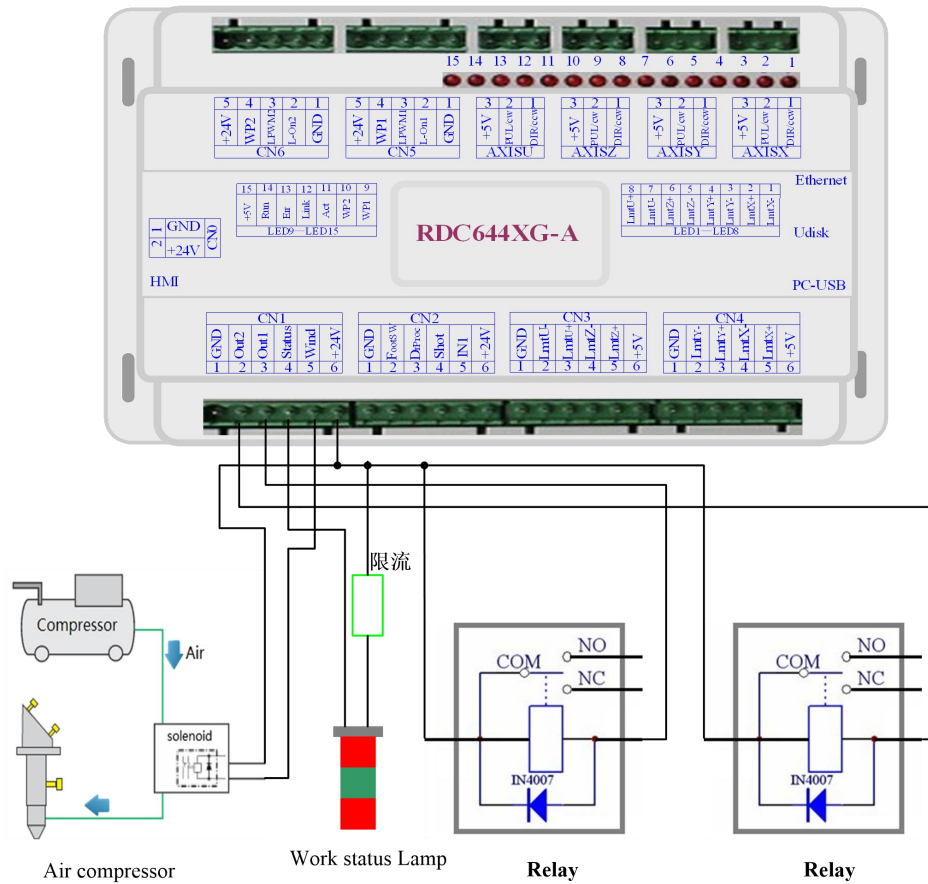 15 14 13 12 11 10 9 8 7 6 5 4 3 2 1
5 4 3 2 1
+24V WP2 LPWM2 L-On2 GND
CN6
5 4 3 2 1
+24V WP1 LPWM1 L-On1 GND
CN5
3 2 1
+5V PUL/cw DIR/ccw
AXISU
3 2 1
+5V PUL/cw DIR/ccw
AXISZ
3 2 1
+5V PUL/cw DIR/ccw
AXISY
3 2 1
+5V PUL/cw DIR/ccw
AXISX
Ethernet
15 14 13 12 11 10 9
+5V Run Err Link Act WP2 WP1
LED9—LED15
8 7 6 5 4 3 2 1
LmtU+ LmtU- LmtZ+ LmtZ- LmtY+ LmtY- LmtX+ LmtX-
LED1—LED8
1 GND
2 +24V
CN0
RDC644XG-A
Udisk
HMI
PC-USB
CN1
GND Out2 Out1 Status Wind +24V
1 2 3 4 5 6
CN2
GND FootSW DrProc Shot IN1 +24V
1 2 3 4 5 6
CN3
GND LmtU- LmtU+ LmtZ- LmtZ+ +5V
1 2 3 4 5 6
CN4
GND LmtY- LmtY+ LmtX- LmtX+ +5V
1 2 3 4 5 6
限流
Compressor
Air
solenoid
COM
NO
NC
IN4007
COM
NO
NC
IN4007
Air compressor
Work status Lamp
Relay
Relay